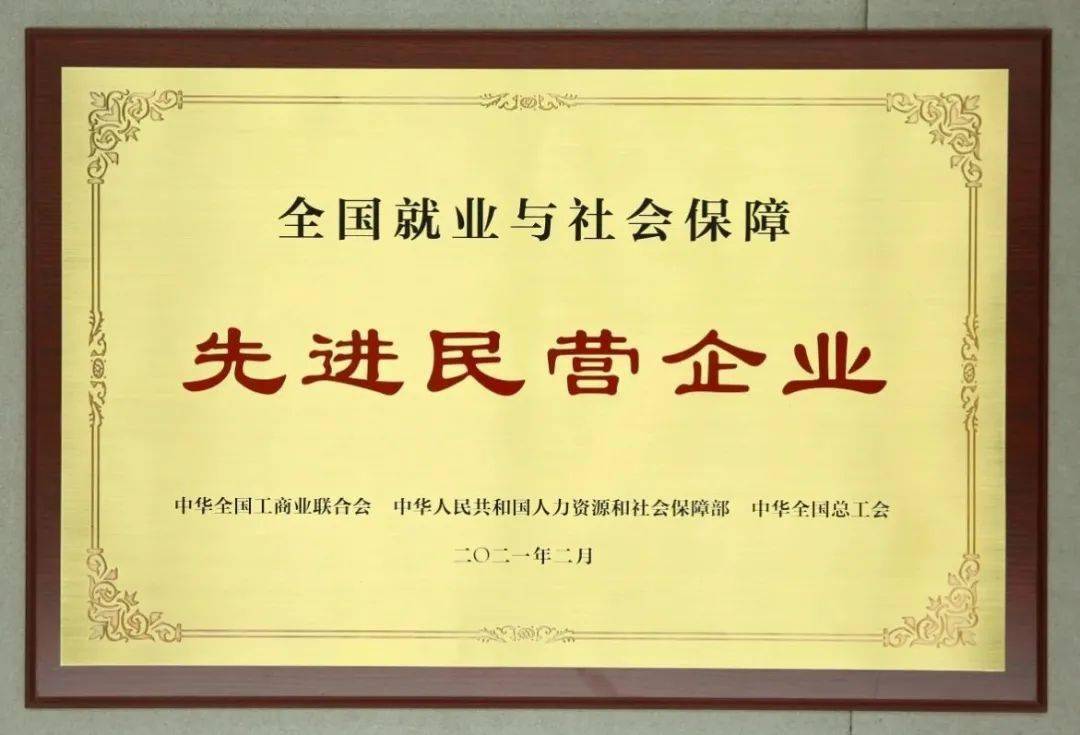 全国就业与社会保障
先进民营企业
中华全国工商业联合会 中华人民共和国人力资源和社会保障部 中华全国总工会
二〇二一年二月